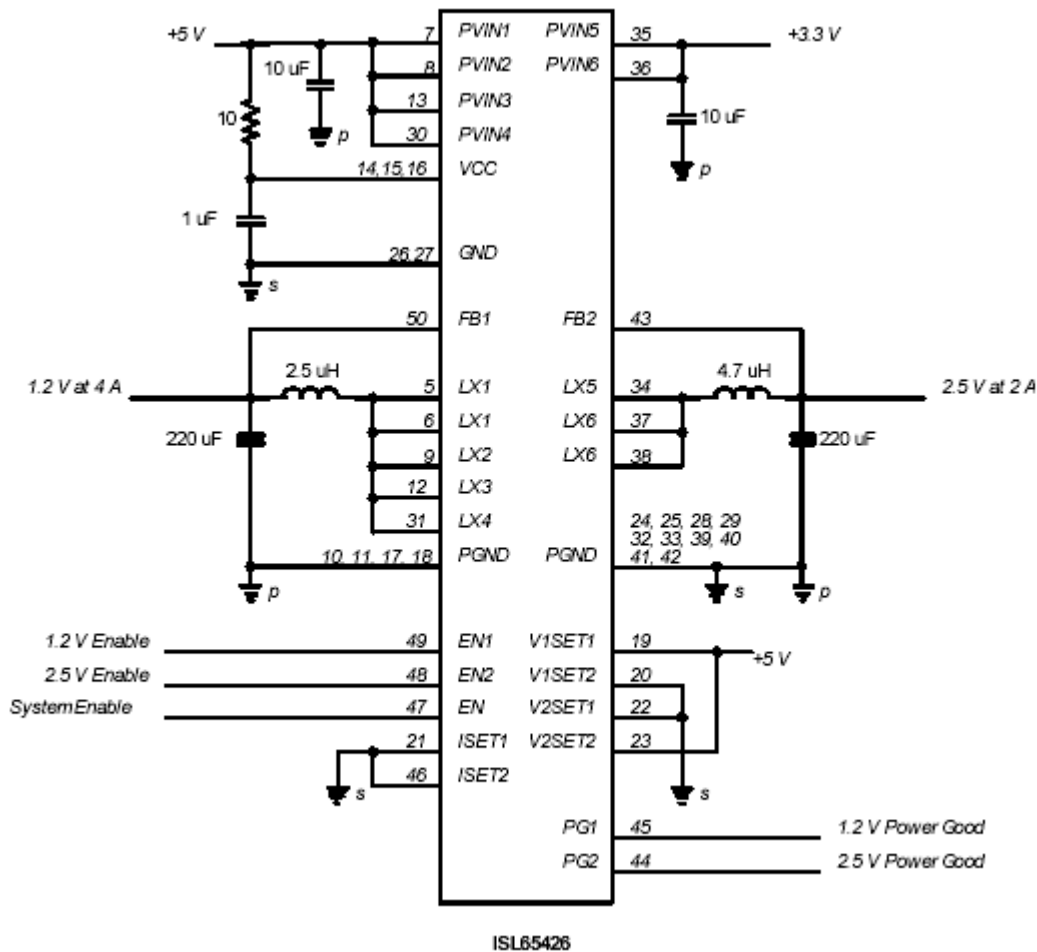 +5 V 7 PVIN1 PVIN5 35 +3.3 V
10 uF 8 PVIN2 PVIN6 36
10 13 PVIN3 10 uF
p 30 PVIN4 p
14,15,16 VCC
1 uF
26,27 GND
s
50 FB1 FB2 43
2.5 uH 4.7 uH
1.2 V at 4 A 5 LX1 LX5 34 2.5 V at 2 A
220 uF 6 LX1 LX6 37 220 uF
9 LX2 LX6 38
12 LX3
31 LX4 24, 25, 28, 29
32, 33, 39, 40
10, 11, 17, 18 PGND PGND 41, 42
p s p
1.2 V Enable 49 EN1 V1SET1 19 +5 V
2.5 V Enable 48 EN2 V1SET2 20
System Enable 47 EN V2SET1 22
21 ISET1 V2SET2 23
s 46 ISET2 s
PG1 45 1.2 V Power Good
PG2 44 2.5 V Power Good
ISL65426